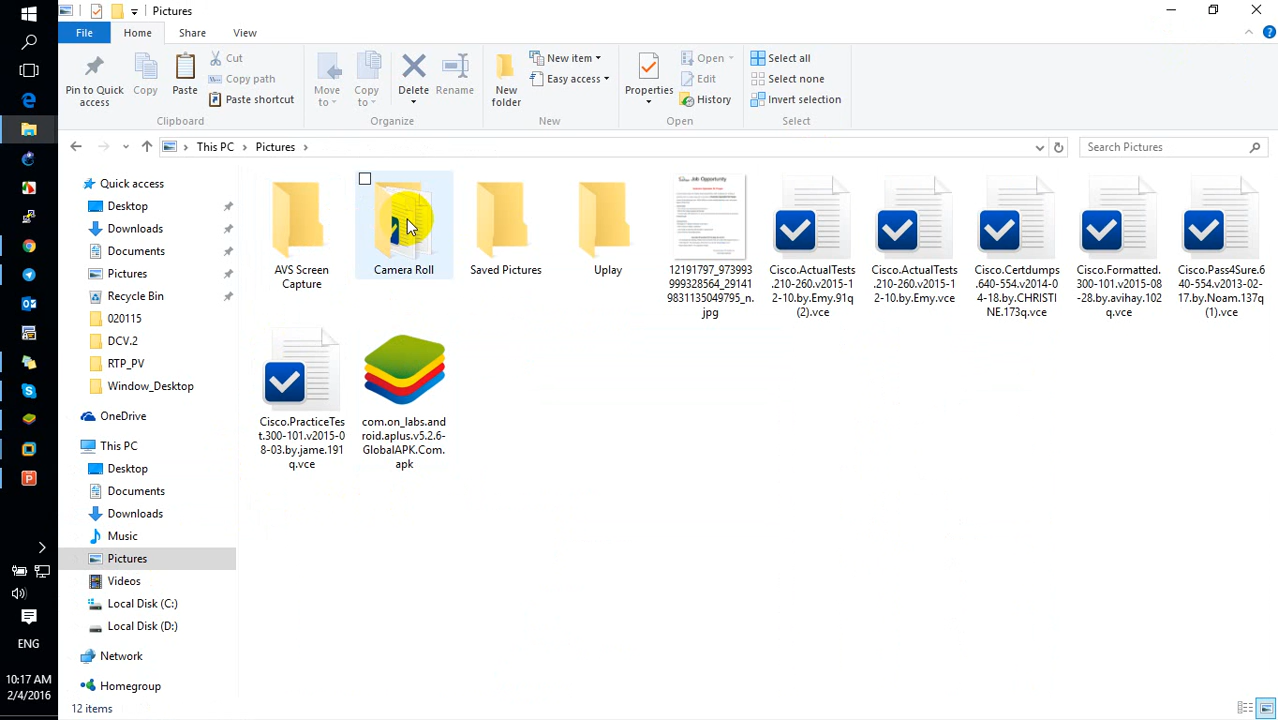 Pictures
File
Home
Share
View
Pin to Quick
access
Copy
Paste
Cut
Copy path
Paste shortcut
Clipboard
Move
to
Copy
to
Delete
Rename
Organize
New
folder
New item
Easy access
New
Properties
Open
Edit
History
Open
Select all
Select none
Invert selection
Select
This PC
Pictures
Search Pictures
Quick access
Desktop
Downloads
Documents
Pictures
Recycle Bin
020115
DCV.2
RTP_PV
Window_Desktop
OneDrive
This PC
Desktop
Documents
Downloads
Music
Pictures
Videos
Local Disk (C:)
Local Disk (D:)
Network
Homegroup
AVS Screen
Capture
Camera Roll
Saved Pictures
Uplay
Job Opportunity
12191797_973993
999328564_29141
9831135049795_n.
jpg
Cisco.ActualTests
.210-260.v2015-1
2-10.by.Emy.91q
(2).vce
Cisco.ActualTests
.210-260.v2015-1
2-10.by.Emy.vce
Cisco.Certdumps
.640-554.v2014-0
4-18.by.CHRISTI
NE.173q.vce
Cisco.Formatted.
300-101.v2015-08
-28.by.avihay.102
q.vce
Cisco.Pass4Sure.6
40-554.v2013-02-
17.by.Noam.137q
(1).vce
Cisco.PracticeTes
t.300-101.v2015-0
8-03.by.jame.191
q.vce
com.on_labs.and
roid.aplus.v5.2.6-
GlobalAPK.Com.
apk
12 items
ENG
10:17 AM
2/4/2016